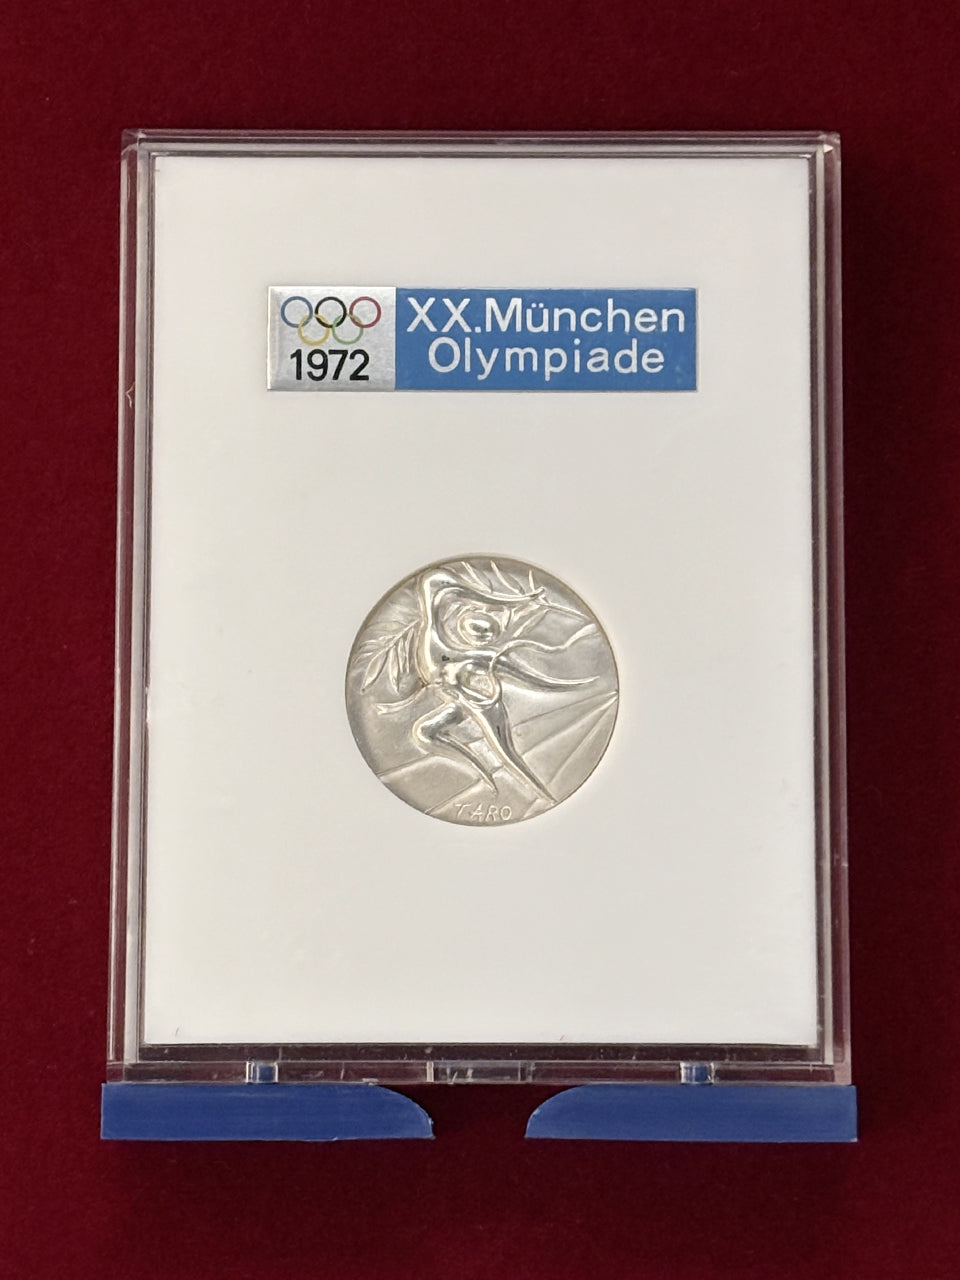 XX.München
Olympiade
1972
TARO